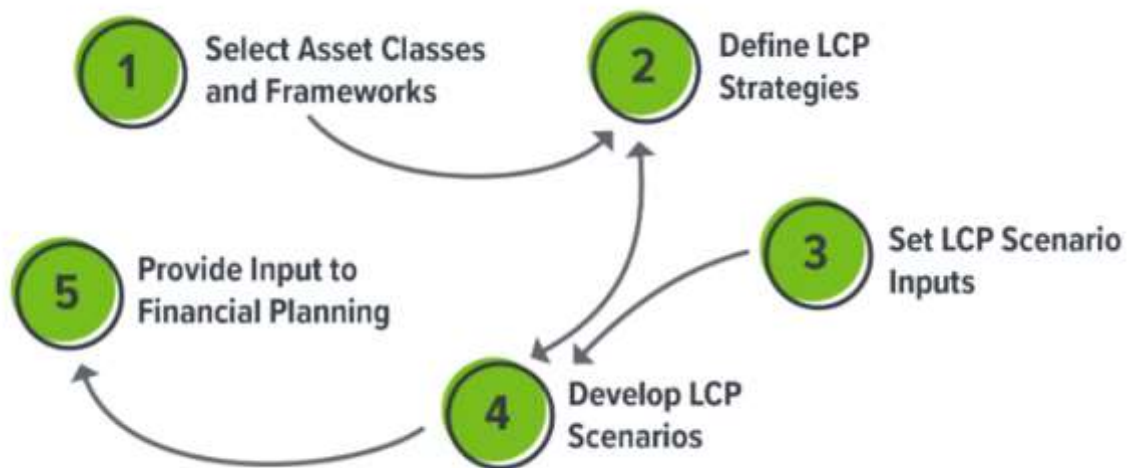 1
Select Asset Classes
and Frameworks
2
Define LCP
Strategies
3
Set LCP Scenario
Inputs
4
Develop LCP
Scenarios
5
Provide Input to
Financial Planning